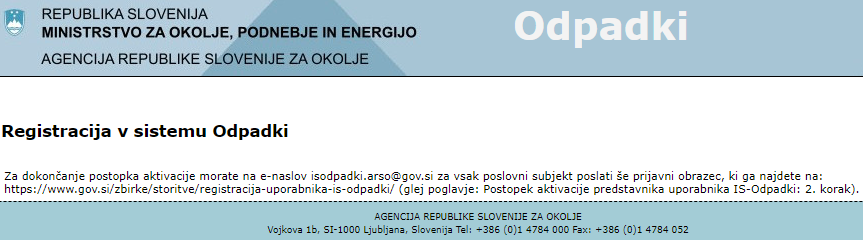 REPUBLIKA SLOVENIJA
MINISTRSTVO ZA OKOLJE, PODNEBJE IN ENERGIJO
AGENCIJA REPUBLIKE SLOVENIJE ZA OKOLJE
Odpadki
Registracija v sistemu Odpadki
Za dokončanje postopka aktivacije morate na e-naslov isodpadki.arso@gov.si za vsak poslovni subjekt poslati še prijavni obrazec, ki ga najdete na:
https://www.gov.si/zbirke/storitve/registracija-uporabnika-is-odpadki/ (glej poglavje: Postopek aktivacije predstavnika uporabnika IS-Odpadki: 2. korak).
AGENCIJA REPUBLIKE SLOVENIJE ZA OKOLJE
Vojkova 1b, SI-1000 Ljubljana, Slovenija Tel: +386 (0)1 4784 000 Fax: +386 (0)1 4784 052